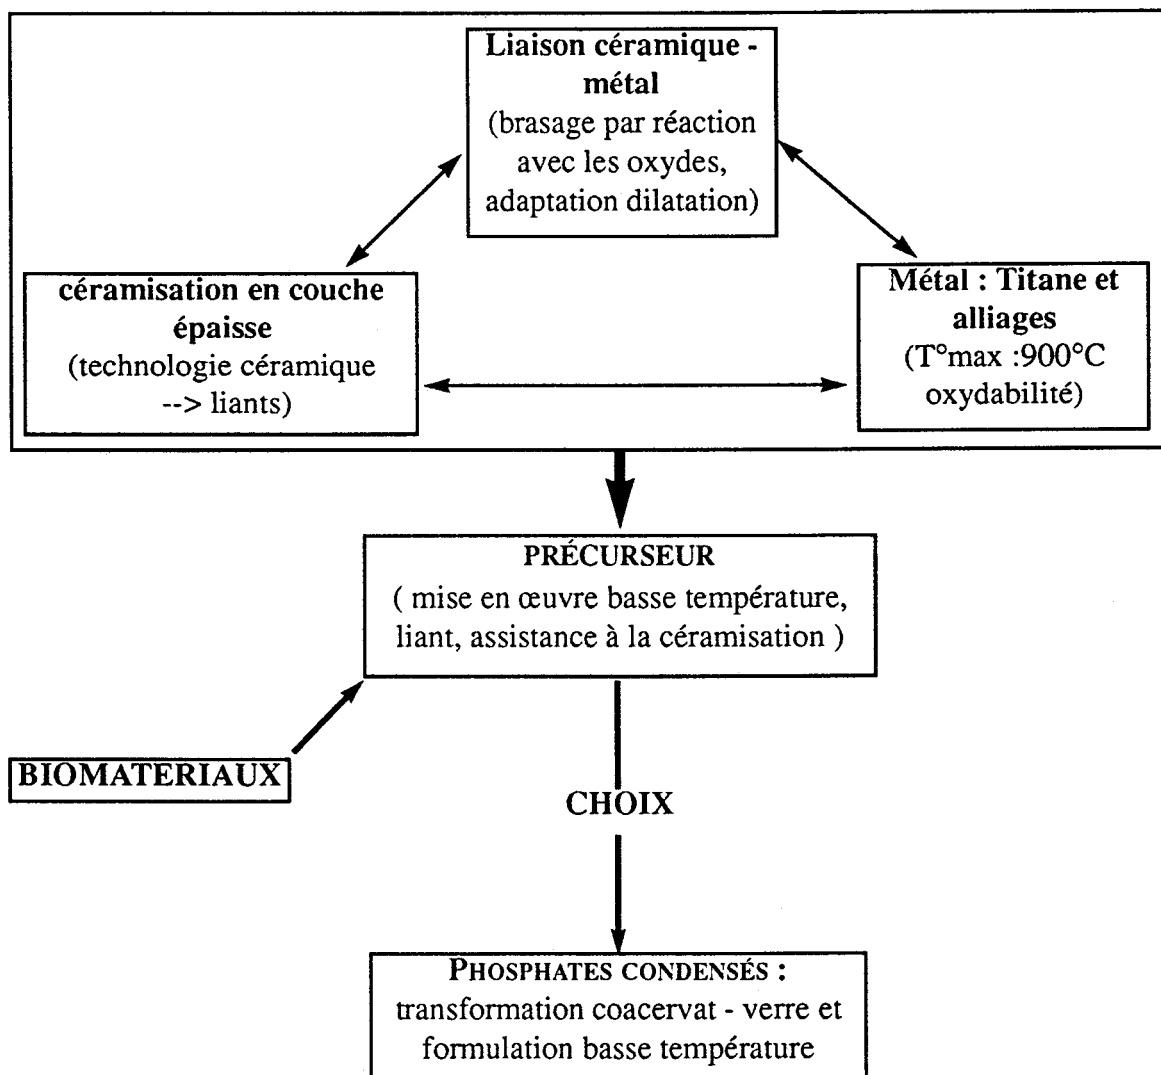 Liaison céramique -
métal
(brasage par réaction
avec les oxydes,
adaptation dilatation)
céramisation en couche
épaisse
(technologie céramique
--> liants)
Métal : Titane et
alliages
(T°max :900°C
oxydabilité)
PRÉCURSEUR
( mise en œuvre basse température,
liant, assistance à la céramisation )
BIOMATERIAUX
CHOIX
PHOSPHATES CONDENSÉS :
transformation coacervat - verre et
formulation basse température